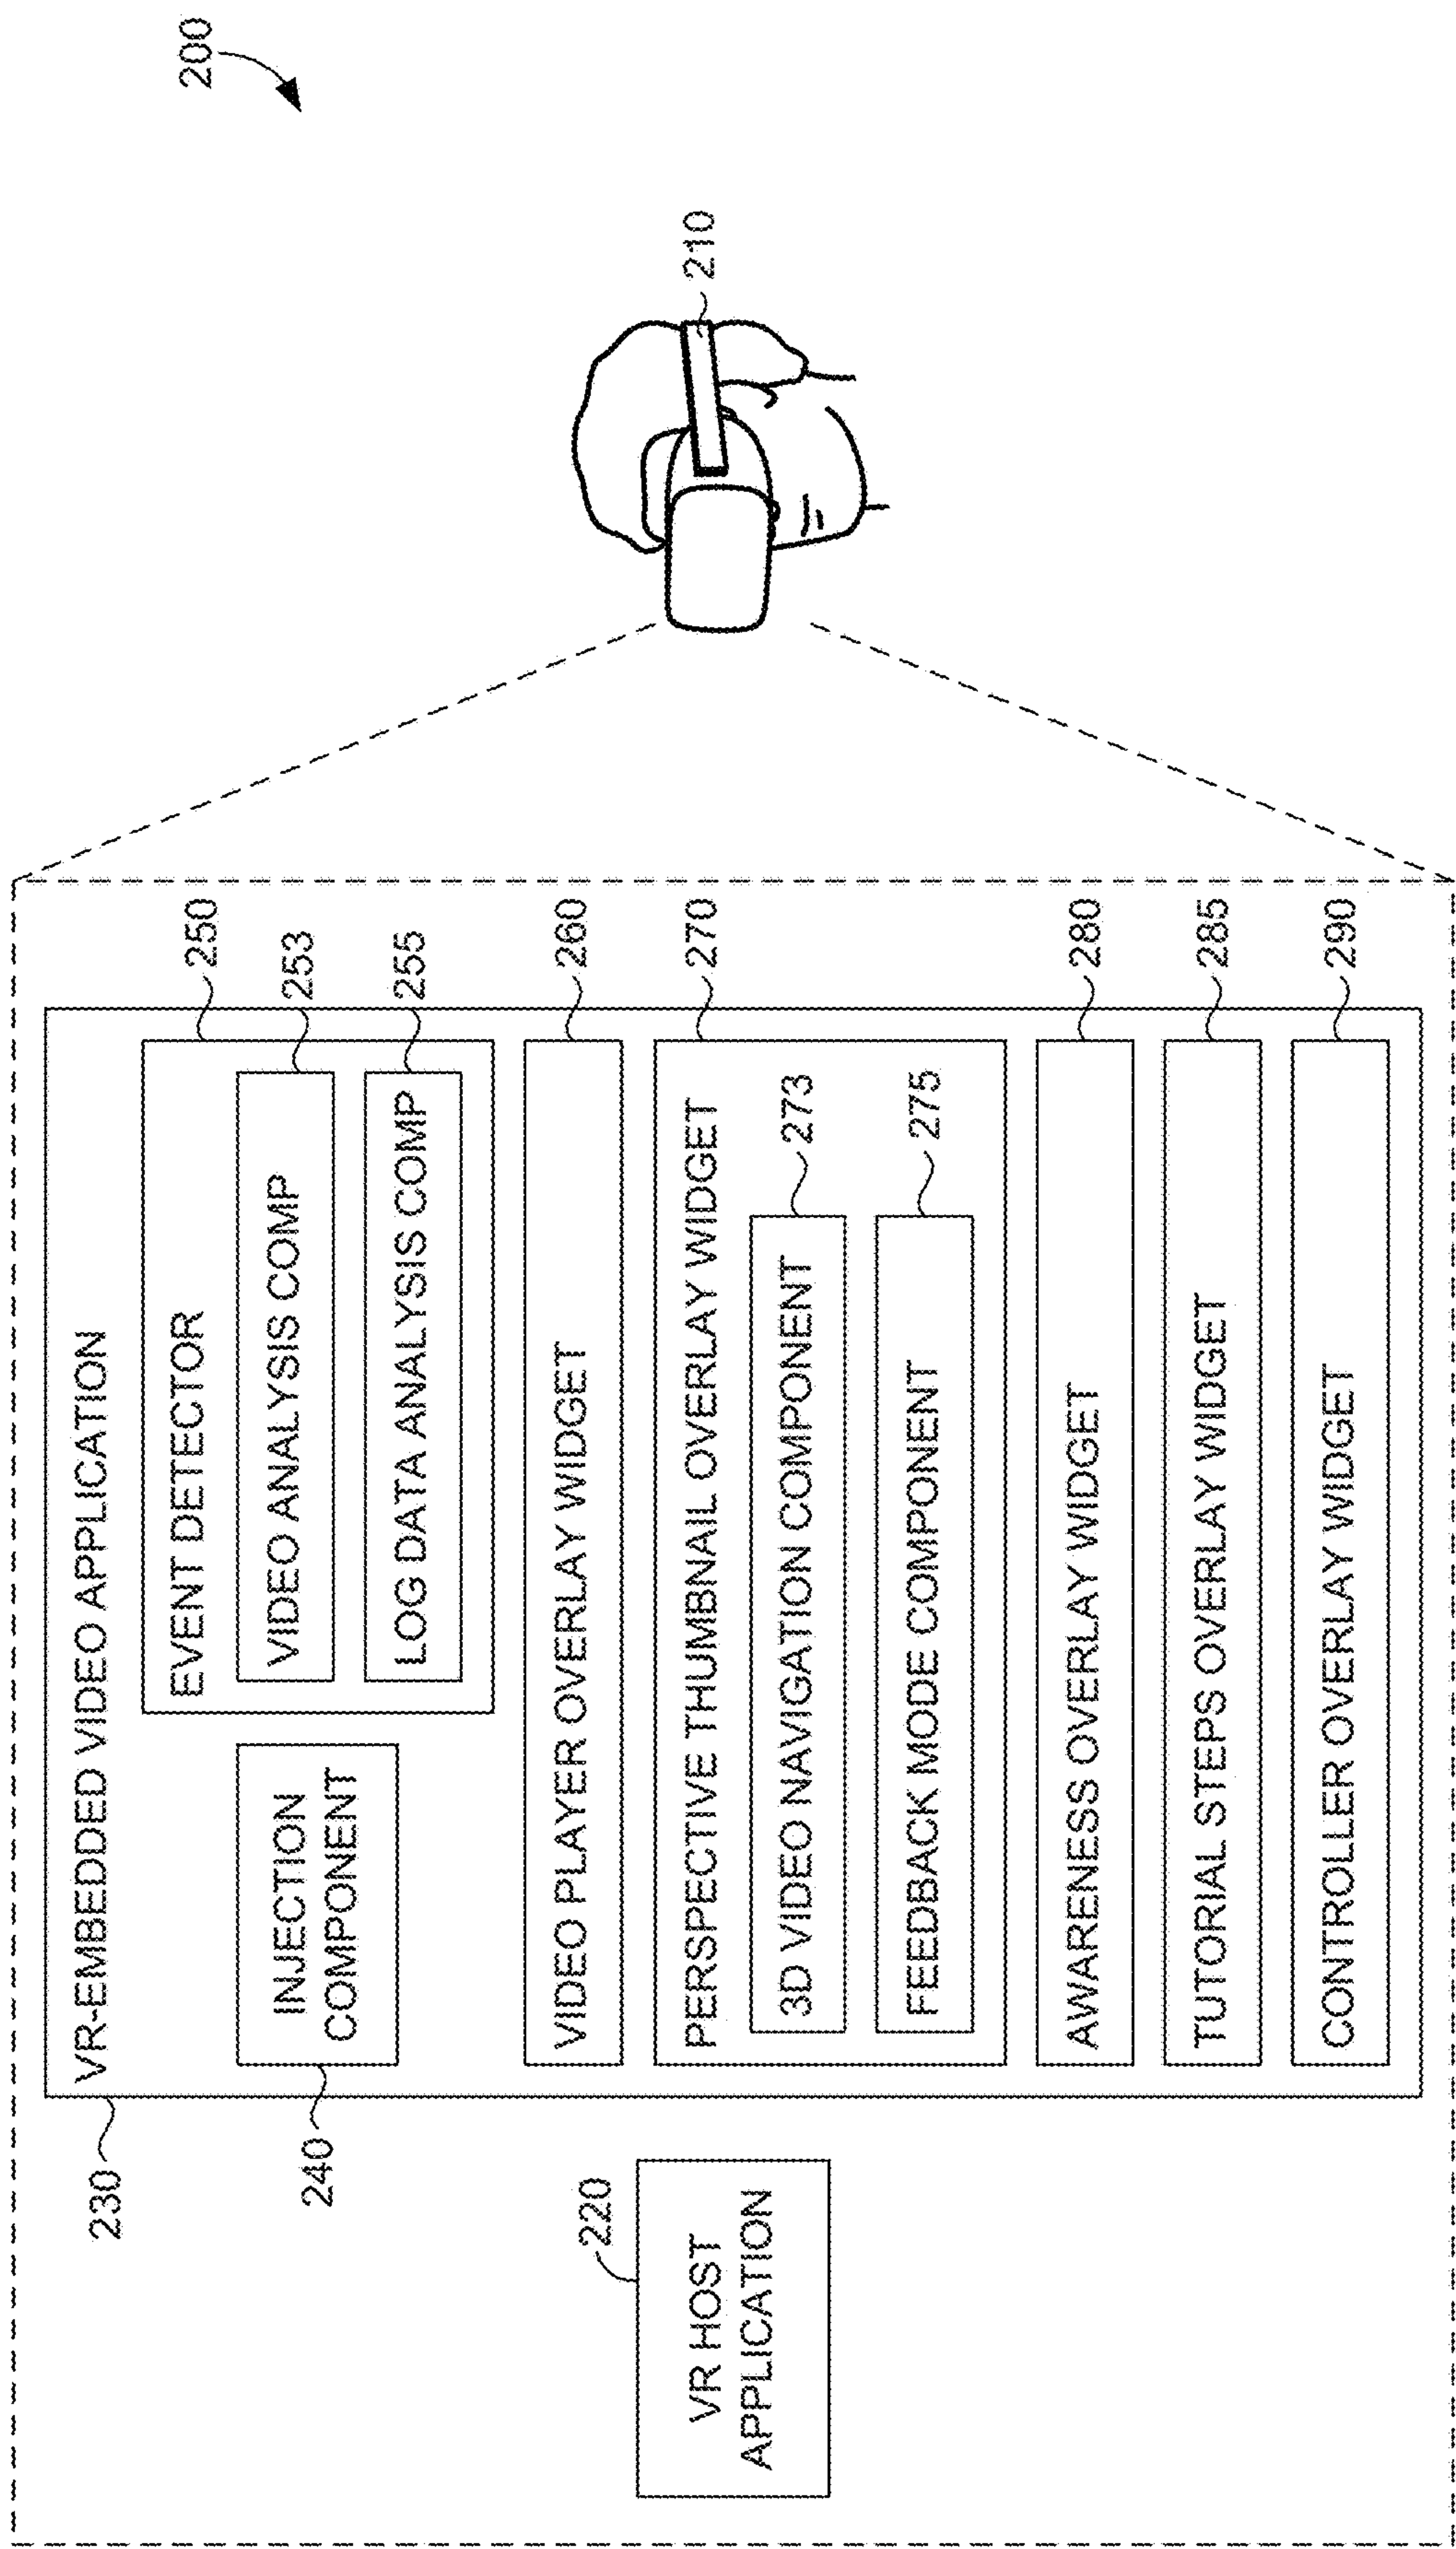 200
210
230
VR-EMBEDDED VIDEO APPLICATION
240
INJECTION
COMPONENT
EVENT DETECTOR
250
VIDEO ANALYSIS COMP
253
LOG DATA ANALYSIS COMP
255
220
VR HOST
APPLICATION
VIDEO PLAYER OVERLAY WIDGET
260
PERSPECTIVE THUMBNAIL OVERLAY WIDGET
270
3D VIDEO NAVIGATION COMPONENT
273
FEEDBACK MODE COMPONENT
275
AWARENESS OVERLAY WIDGET
280
TUTORIAL STEPS OVERLAY WIDGET
285
CONTROLLER OVERLAY WIDGET
290